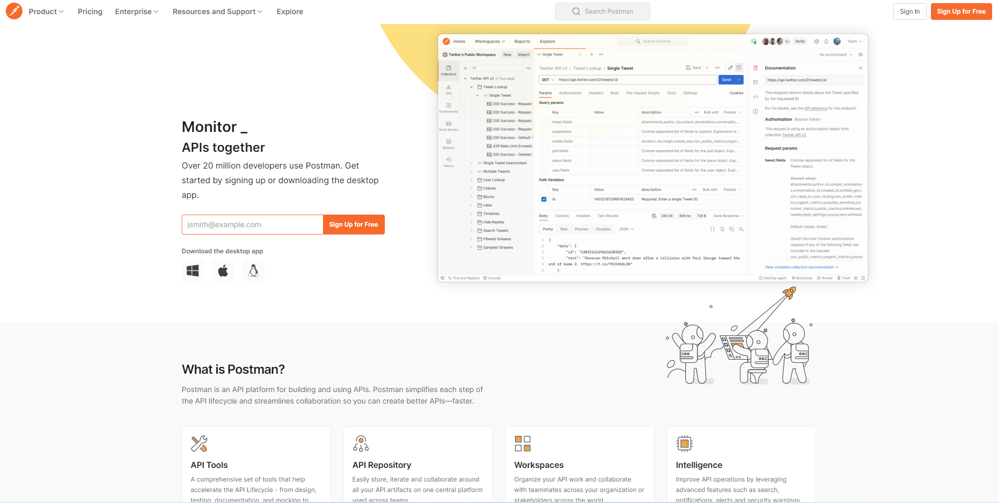 Product
Pricing
Enterprise
Resources and Support
Explore
Search Postman
Sign In
Sign Up for Free
Monitor _
APIs together
Over 20 million developers use Postman. Get
started by signing up or downloading the desktop
app.
jsmith@example.com
Sign Up for Free
Download the desktop app
Home
Workspaces
Reports
Explore
Search Postman
9+
Invite
Team
Twitter's Public Workspace
New
Import
GET Single Tweet
No enviornment
Collections
APIs
Environments
Mock Servers
Monitors
History
Twitter API v2
Fork label
Tweet Lookup
GET Single Tweet
200 Success - Request
200 Success - Request
200 Success - Request
200 Success - Request
200 Success - Default
429 Rate Limit Exceede
200 Success - Deleted
GET Single Tweet Usercontext
GET Multiple Tweets
User Lookup
Follows
Blocks
Likes
Timelines
Hide Replies
Search Tweets
Filtered Streams
Sampled Streams
Twitter API v2 / Tweet Lookup / Single Tweet
Save
GET
https://api.twitter.com/2/tweets/:id
Send
Params
Authorization
Headers
Body
Pre-request Scripts
Tests
Settings
Cookies
Query params
Key
Value
description
Bulk edit
Presets
tweet.fields
attachments,author_id,context_annotations,conversatio...
expansions
Comma-separated list of fields to expand. Expansions e...
media.fields
duration_ms,height,media_key,non_public_metrics,organ...
poll.fields
Comma-separated list of fields for the poll object. Expl...
place.fields
Comma-separated list of fields for the place object. Exp...
user.fields
Comma-separated list of fields for the user object. Expl...
Path Variables
Key
Value
description
Bulk edit
Presets
id
1403216129661628420
Required. Enter a single Tweet ID.
Body
Cookies
Headers
Test Results
200 OK
468 ms
734 B
Save Response
Pretty
Raw
Preview
Visualize
JSON
1 {
2 "data": {
3 "id": "1403216129661628420",
4 "text": "Donovan Mitchell went down after a collision with Paul George toward the
5 end of Game 2. https://t.co/Y9ihXhDLDN"
6 }
Documentation
https://api.twitter.com/2/tweets/:id
This endpoint returns details about the Tweet specified
by the requested ID.
For full details, see the API reference for this endpoint.
Authorisation Bearer token
This request is using an authorization helper from
collection Twitter API v2
Request params
tweet.fields
Comma-separated list of fields for the
Tweet object.
Allowed values:
attachments,author_id,context_annotation
s,conversation_id,created_at,entities,geo,i
d,in_reply_to_user_id,lang,non_public_metr
ics,organic_metrics,possibly_sensitive,pro
moted_metrics,public_metrics,referenced_
tweets,reply_settings,source,text,withheld
Default values: id,text
OAuth1.0a User Context authorization
required if any of the following fields are
included in the request:
non_public_metrics,organic_metrics,promo
View complete collection documentation →
Find and Replace
Console
Desktop agent
Bootcamp
Runner
Trash
What is Postman?
Postman is an API platform for building and using APIs. Postman simplifies each step of
the API lifecycle and streamlines collaboration so you can create better APIs—faster.
API Tools
A comprehensive set of tools that help
accelerate the API Lifecycle - from design,
testing, documentation, and mocking to
API Repository
Easily store, iterate and collaborate around
all your API artifacts on one central platform
used across teams.
Workspaces
Organize your API work and collaborate
with teammates across your organization or
stakeholders across the world.
Intelligence
Improve API operations by leveraging
advanced features such as search,
notifications, alerts and security warnings